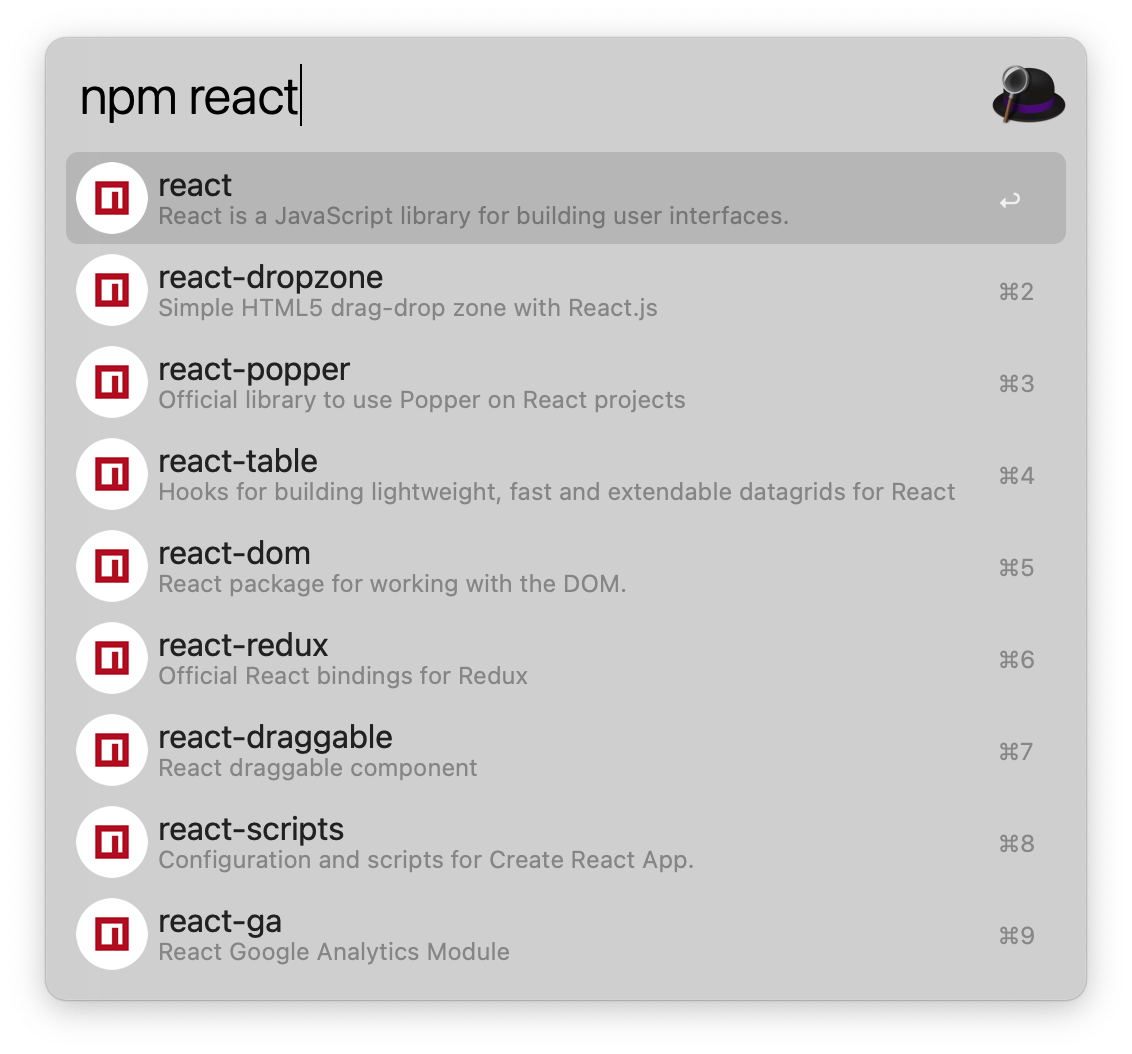 npm react
react
React is a JavaScript library for building user interfaces.
↩
react-dropzone
Simple HTML5 drag-drop zone with React.js
⌘2
react-popper
Official library to use Popper on React projects
⌘3
react-table
Hooks for building lightweight, fast and extendable datagrids for React
⌘4
react-dom
React package for working with the DOM.
⌘5
react-redux
Official React bindings for Redux
⌘6
react-draggable
React draggable component
⌘7
react-scripts
Configuration and scripts for Create React App.
⌘8
react-ga
React Google Analytics Module
⌘9